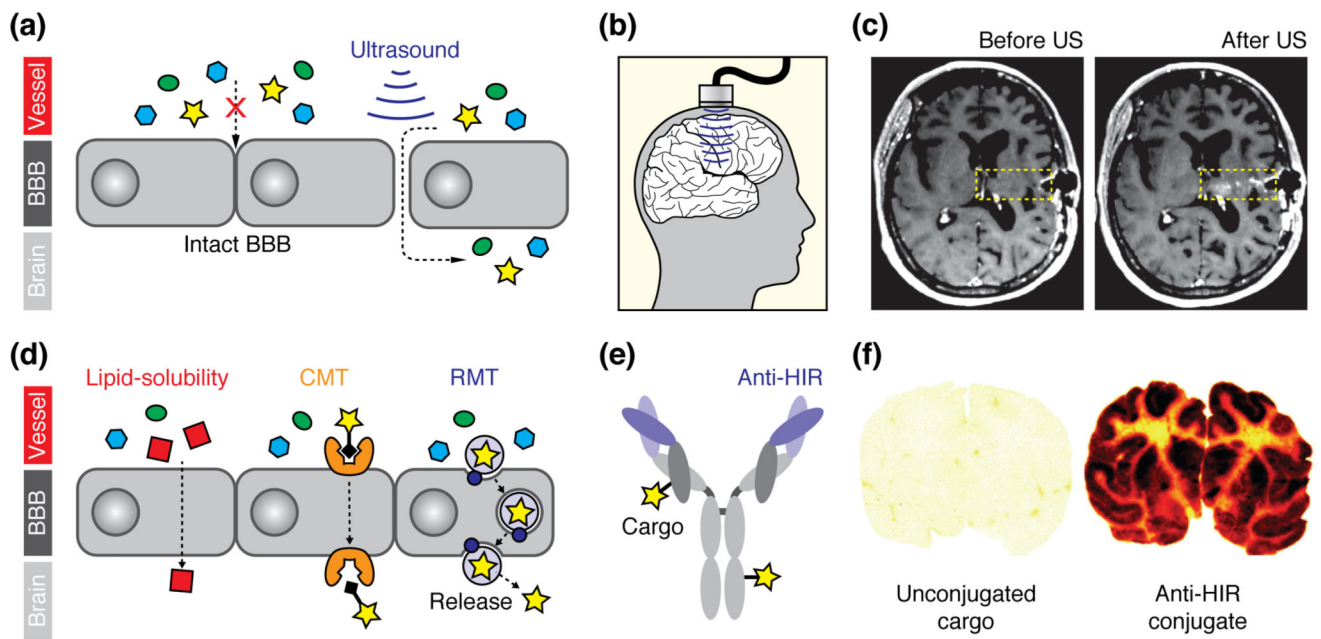 (a)
Ultrasound
Vessel
BBB
Brain
Intact BBB
(b)
(c)
Before US
After US
(d)
Lipid-solubility
CMT
RMT
Vessel
BBB
Brain
Release
(e)
Anti-HIR
Cargo
(f)
Unconjugated
cargo
Anti-HIR
conjugate